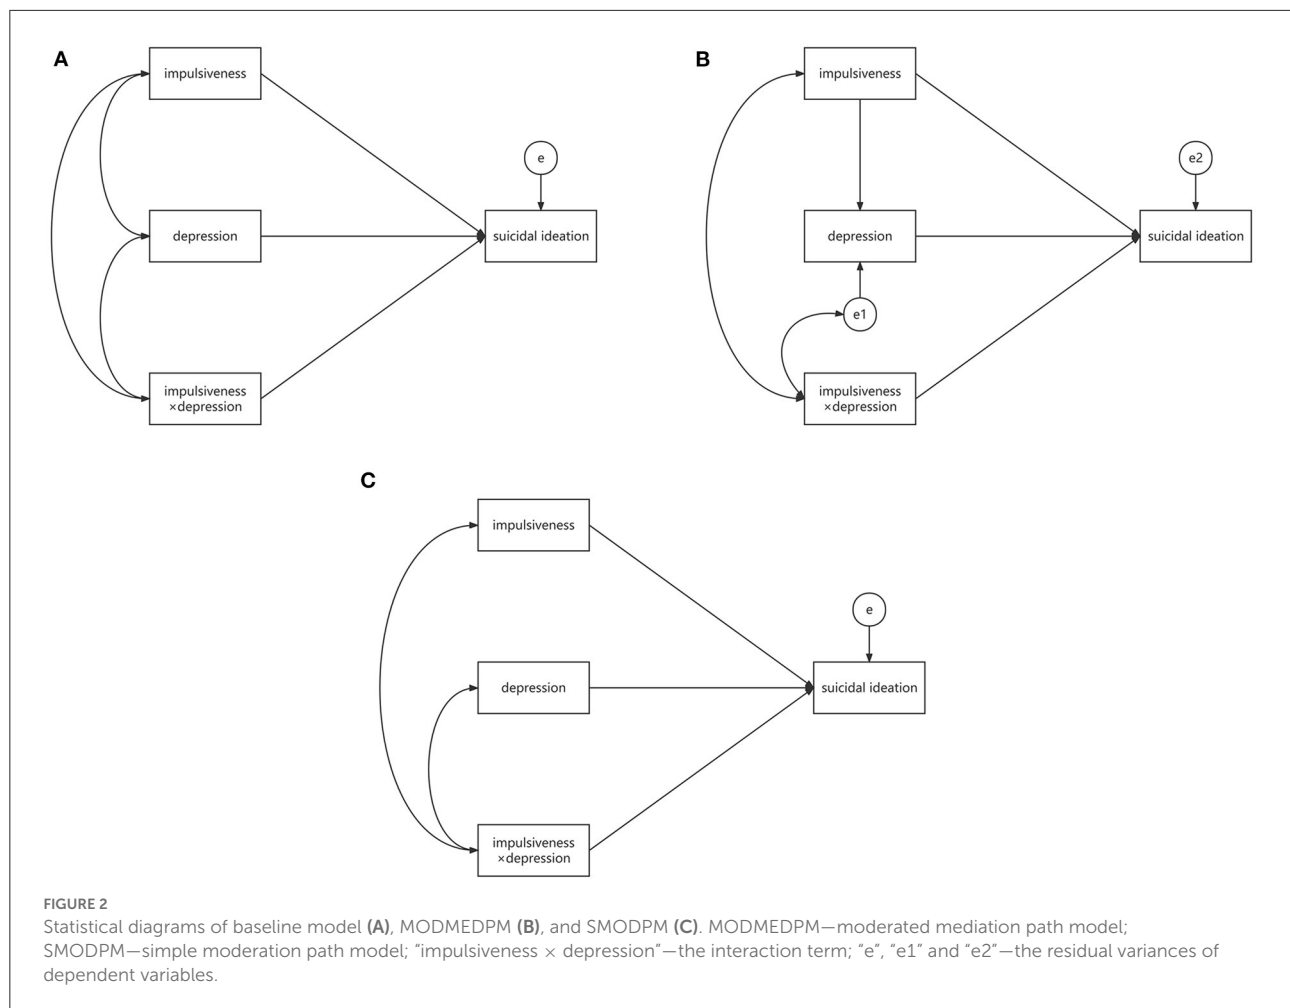 A
impulsiveness
depression
impulsiveness
×depression
e
suicidal ideation
B
impulsiveness
depression
e1
impulsiveness
×depression
e2
suicidal ideation
C
impulsiveness
depression
impulsiveness
×depression
e
suicidal ideation
FIGURE 2
Statistical diagrams of baseline model (A), MODMEDPM (B), and SMODPM (C). MODMEDPM—moderated mediation path model;
SMODPM—simple moderation path model; “impulsiveness × depression”—the interaction term; “e”, “e1” and “e2”—the residual variances of
dependent variables.